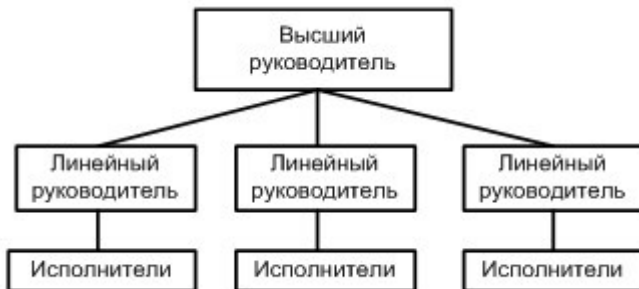 Высший
руководитель
Линейный
руководитель
Линейный
руководитель
Линейный
руководитель
Исполнители
Исполнители
Исполнители